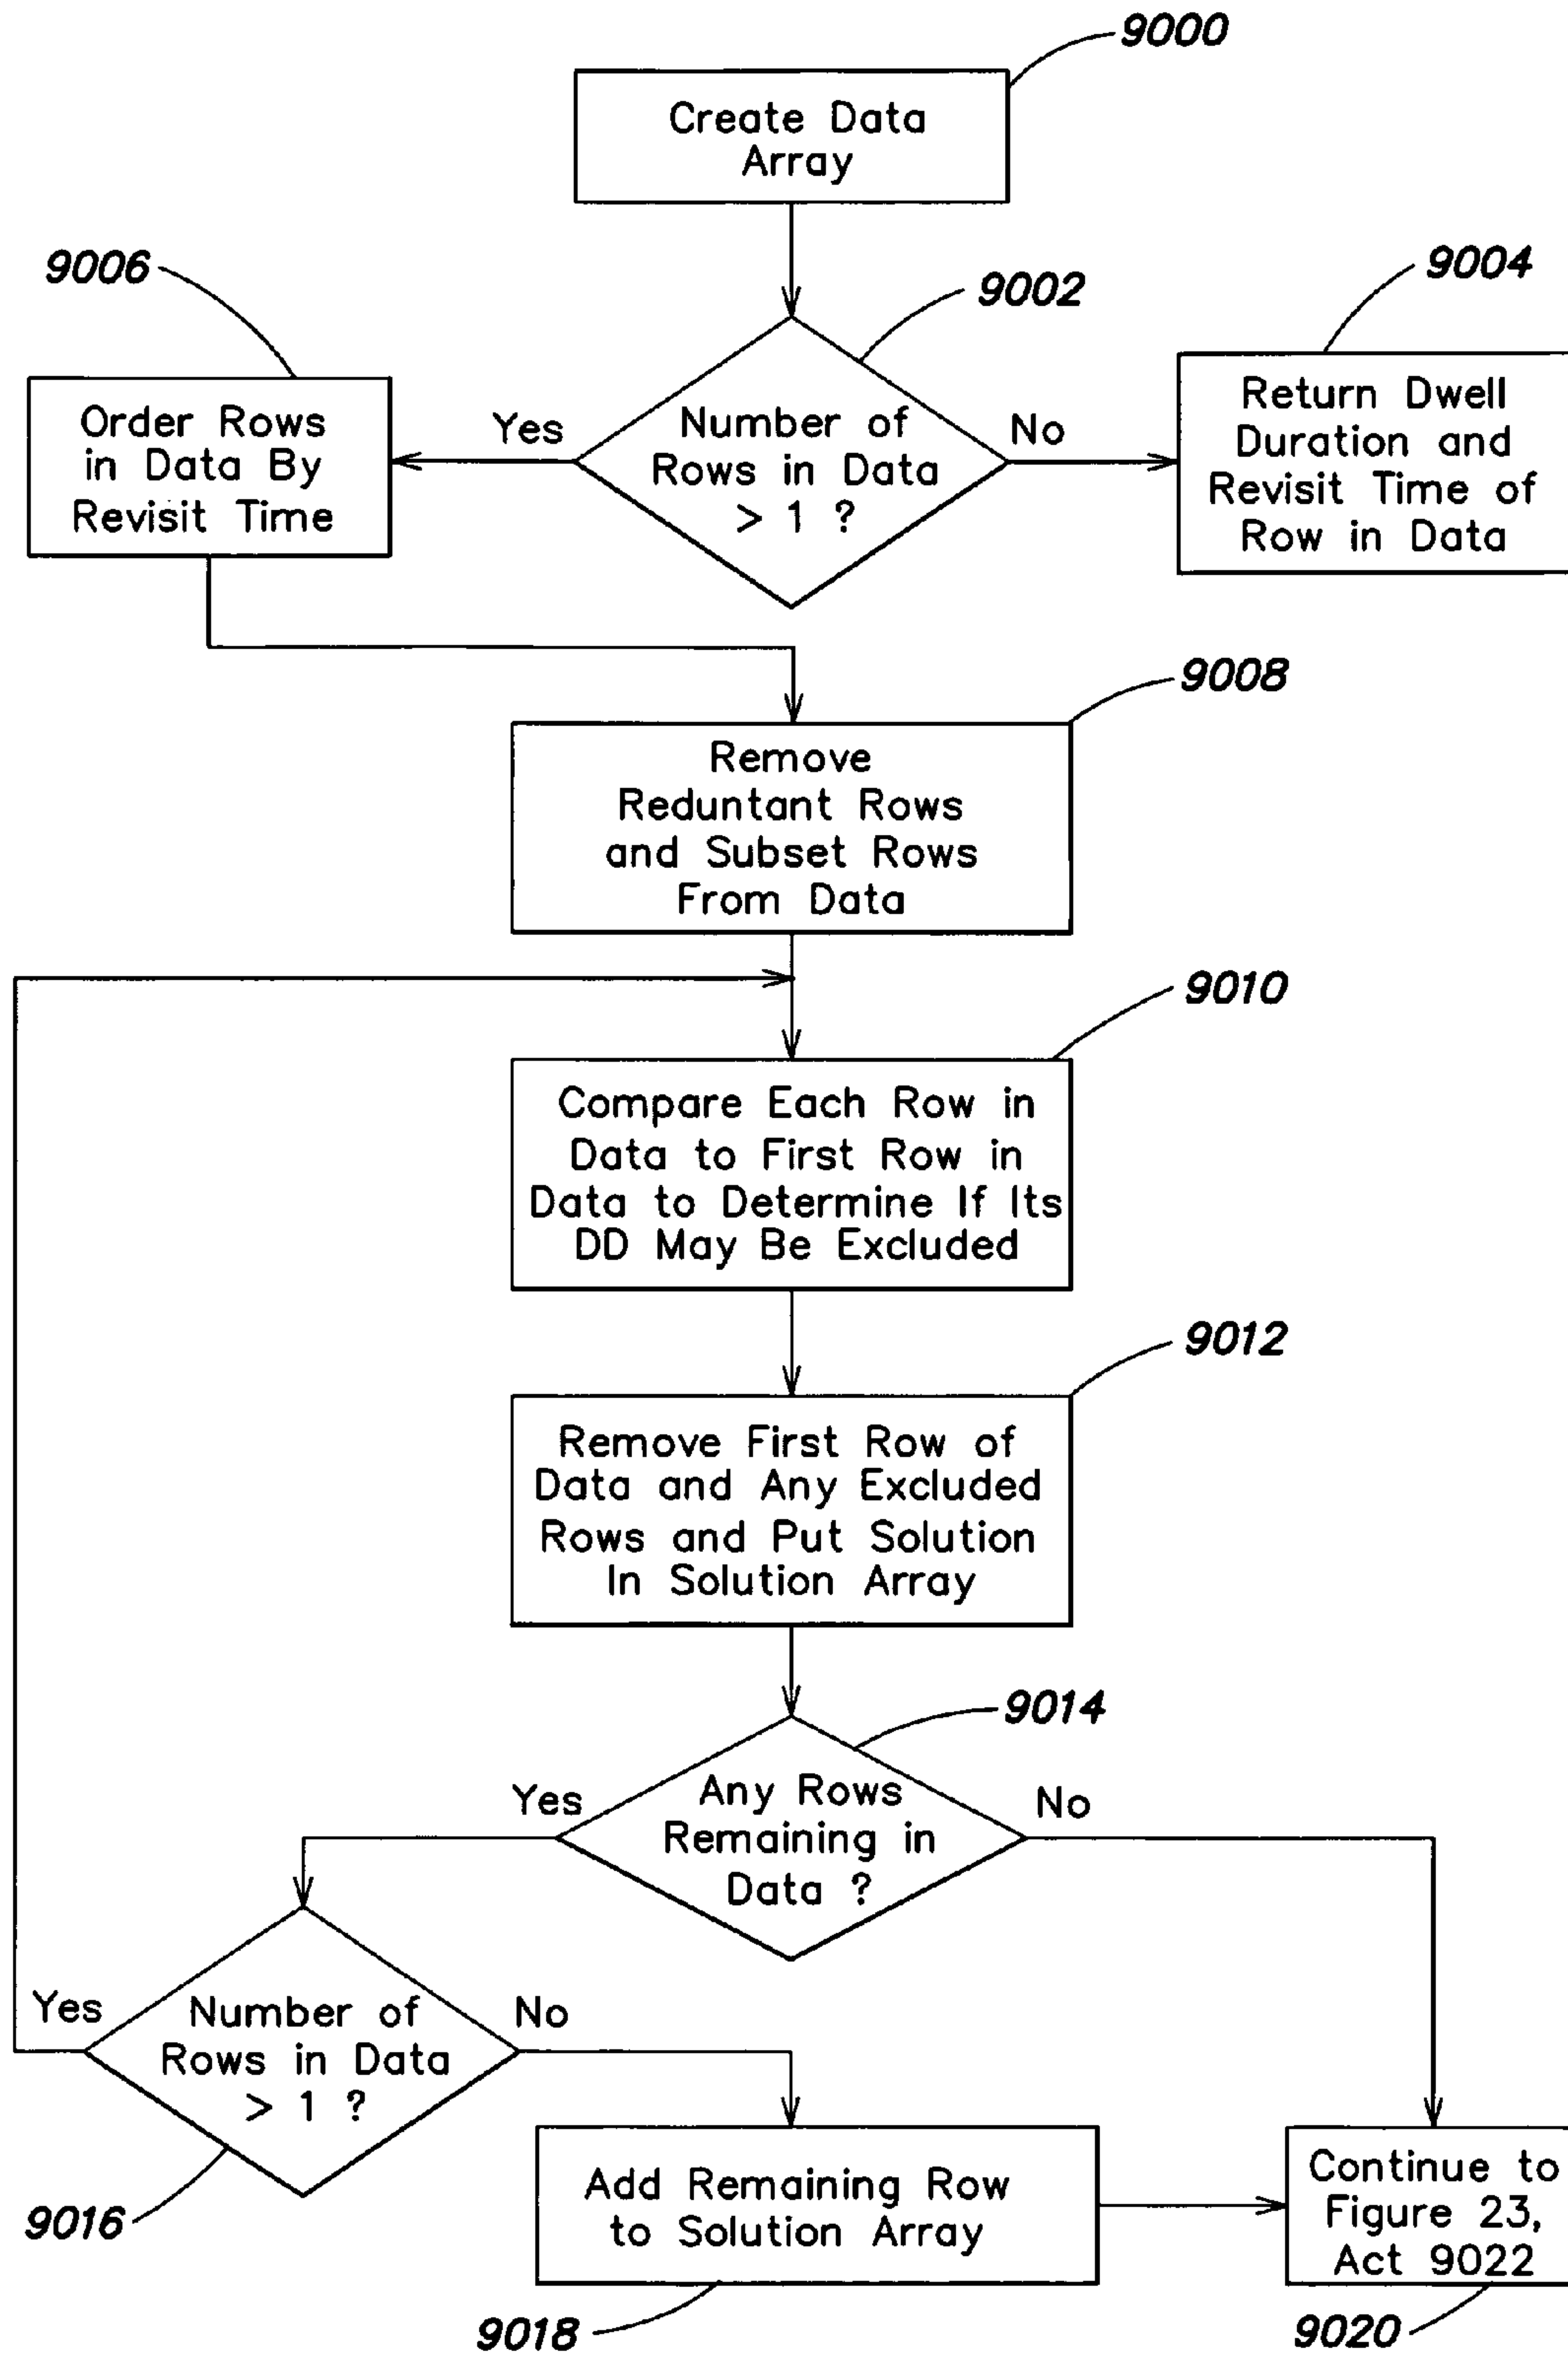 9000
Create Data
Array
9006
9002
9004
Order Rows
in Data By
Revisit Time
Yes
Number of
Rows in Data
> 1 ?
No
Return Dwell
Duration and
Revisit Time of
Row in Data
9008
Remove
Reduntant Rows
and Subset Rows
From Data
9010
Compare Each Row in
Data to First Row in
Data to Determine If Its
DD May Be Excluded
9012
Remove First Row of
Data and Any Excluded
Rows and Put Solution
In Solution Array
9014
Yes
Any Rows
Remaining in
Data ?
No
Yes
Number of
Rows in Data
> 1 ?
No
9016
Add Remaining Row
to Solution Array
9018
Continue to
Figure 23,
Act 9022
9020